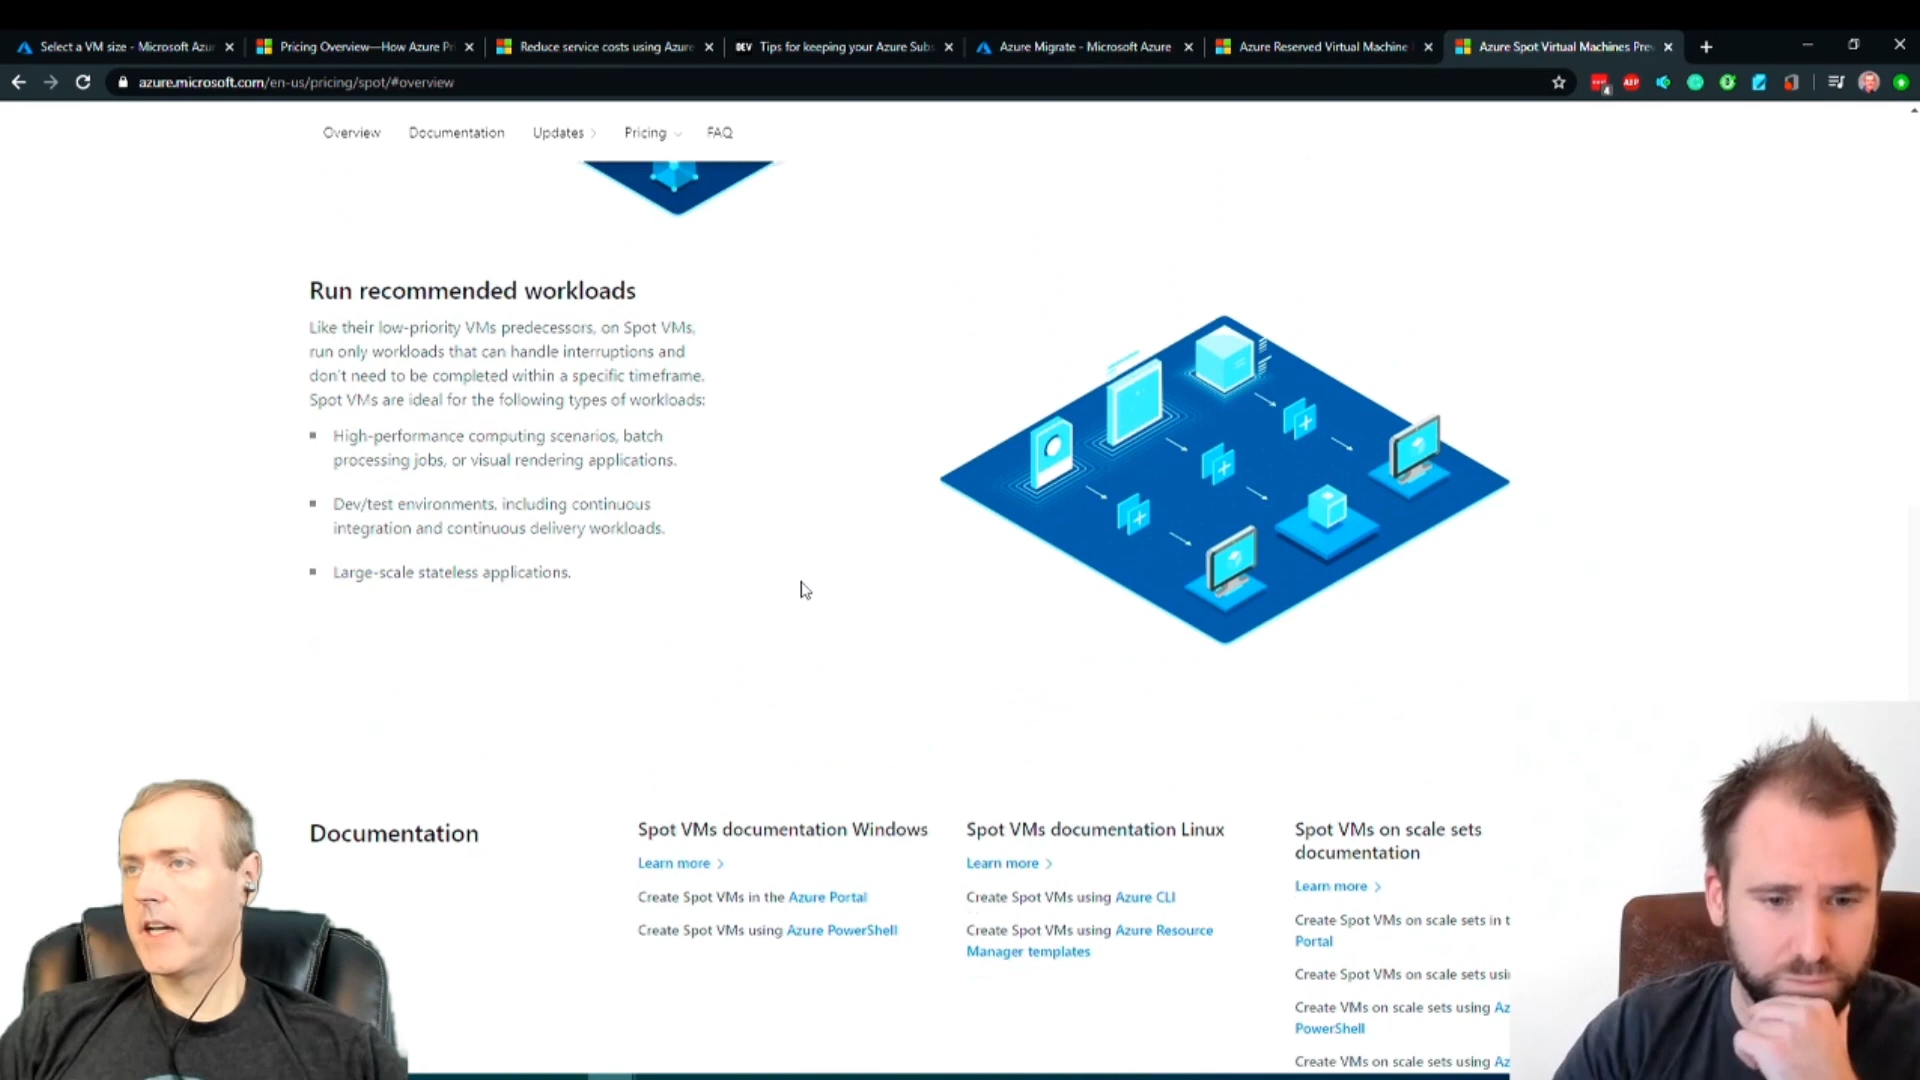 Select a VM size - Microsoft Azur
Pricing Overview—How Azure Pr
Reduce service costs using Azure
DEV Tips for keeping your Azure Subs
Azure Migrate - Microsoft Azure
Azure Reserved Virtual Machine
Azure Spot Virtual Machines Prev
azure.microsoft.com/en-us/pricing/spot/#overview
Overview
Documentation
Updates
Pricing
FAQ
Run recommended workloads
Like their low-priority VMs predecessors, on Spot VMs,
run only workloads that can handle interruptions and
don't need to be completed within a specific timeframe.
Spot VMs are ideal for the following types of workloads:
High-performance computing scenarios, batch
processing jobs, or visual rendering applications.
Dev/test environments, including continuous
integration and continuous delivery workloads.
Large-scale stateless applications.
Documentation
Spot VMs documentation Windows
Learn more
Create Spot VMs in the Azure Portal
Create Spot VMs using Azure PowerShell
Spot VMs documentation Linux
Learn more
Create Spot VMs using Azure CLI
Create Spot VMs using Azure Resource
Manager templates
Spot VMs on scale sets
documentation
Learn more
Create Spot VMs on scale sets in t
Portal
Create Spot VMs on scale sets usi
Create VMs on scale sets using Az
PowerShell
Create VMs on scale sets using Az